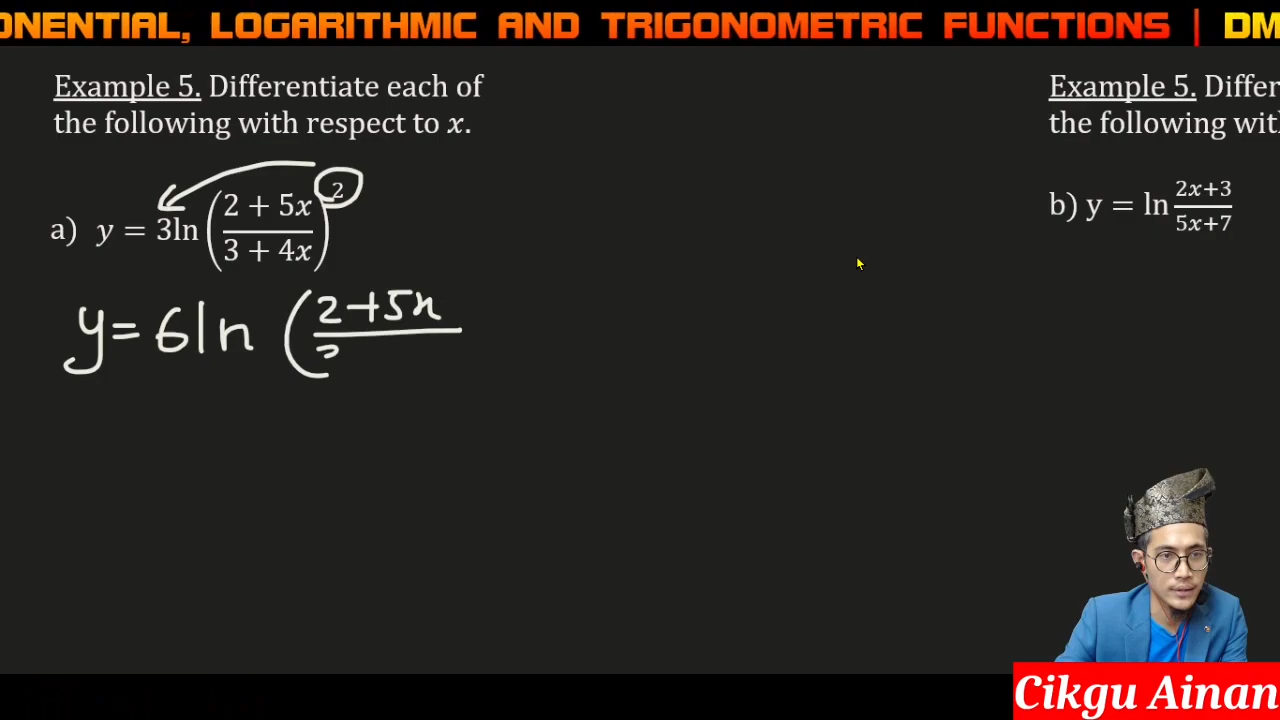 ONENTIAL, LOGARITHMIC AND TRIGONOMETRIC FUNCTIONS | DM
Example 5. Differentiate each of
the following with respect to x.
a) y = 3ln((2 + 5x)/(3 + 4x))^2
y = 6ln (2+5x
Example 5. Differ
the following wit
b) y = ln (2x+3)/(5x+7)
Cikgu Ainan